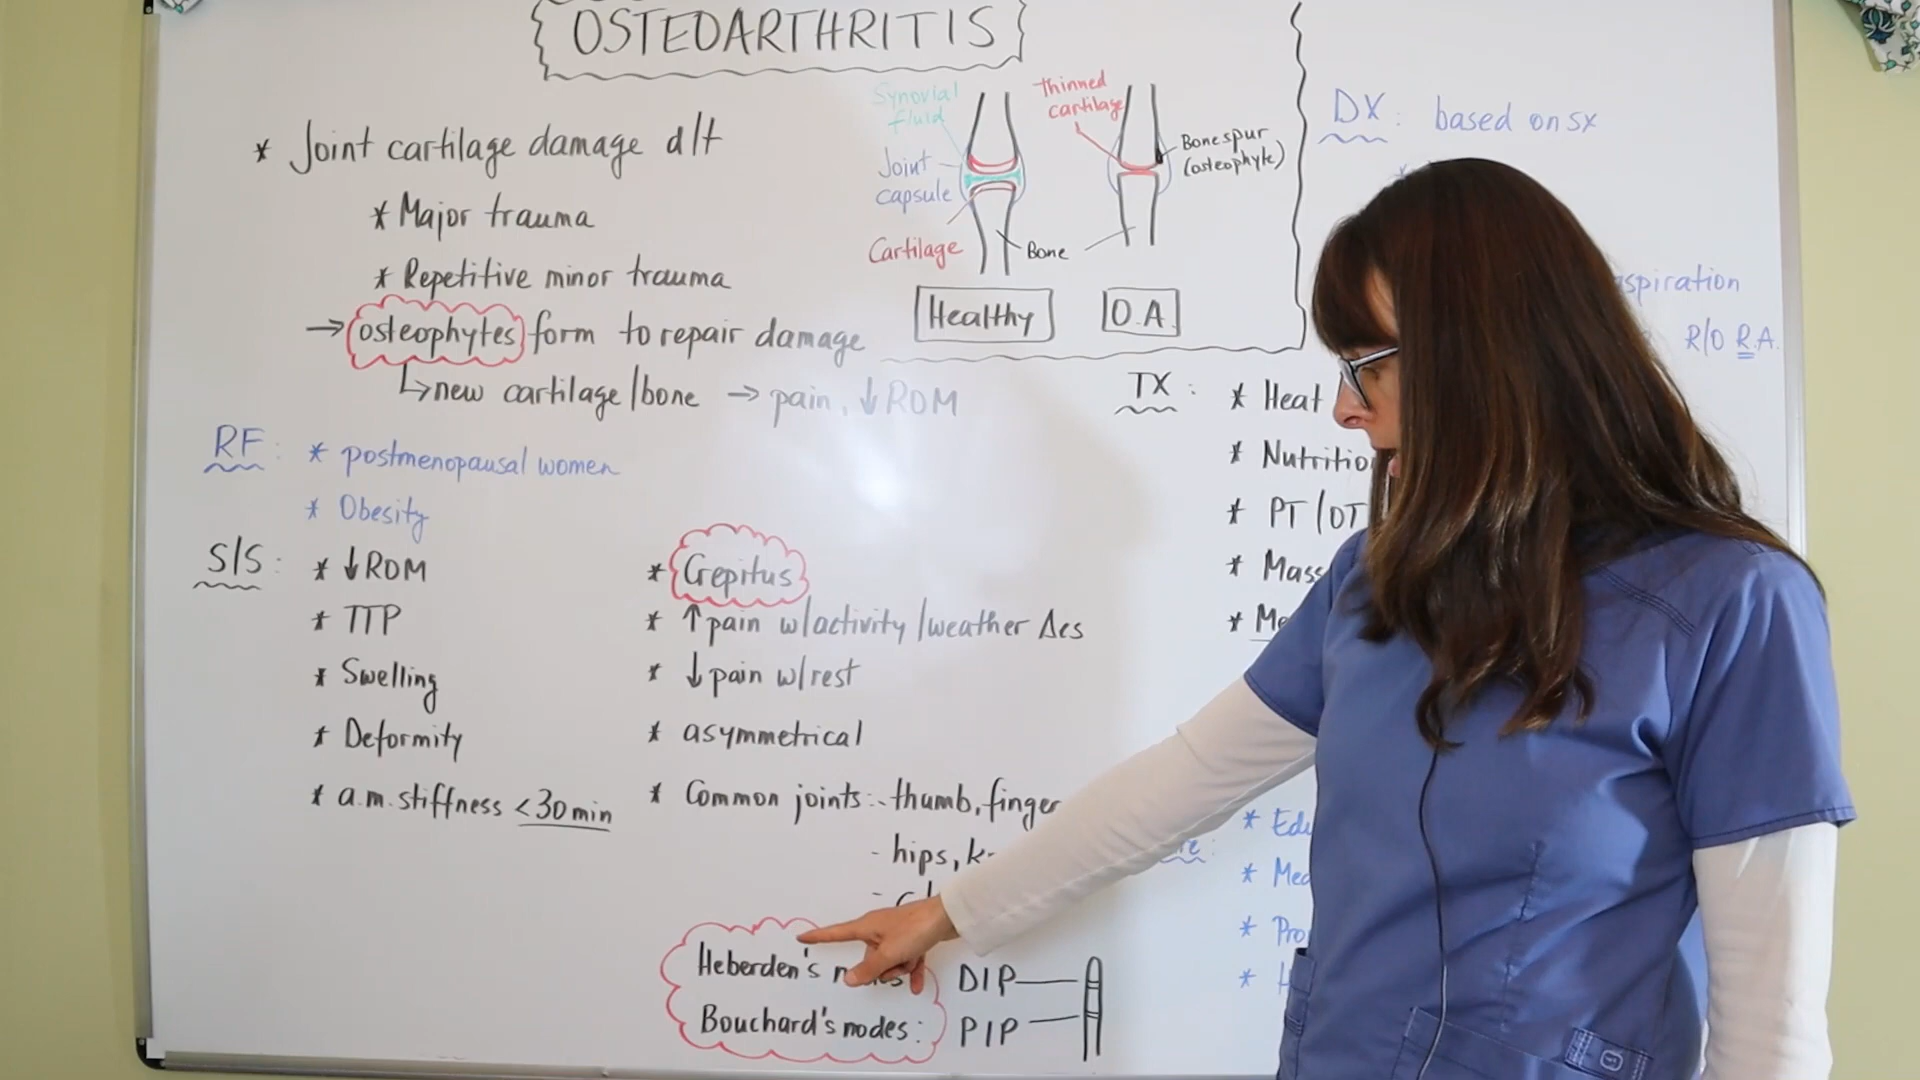 OSTEOARTHRITIS
* Joint cartilage damage d/t
* Major trauma
* Repetitive minor trauma
→ osteophytes form to repair damage
↳ new cartilage/bone → pain, ↓ ROM
Synovial fluid
Joint capsule
Cartilage
Bone
Healthy
Thinned cartilage
Bone spur (osteophyte)
O.A.
RF:
* postmenopausal women
* Obesity
S/S:
* ↓ROM
* TTP
* Swelling
* Deformity
* a.m. stiffness <30 min
* Crepitus
* ↑ pain w/activity/weather Δes
* ↓ pain w/rest
* asymmetrical
* Common joints: - thumb, finger
- hips,
Heberden's
DIP
Bouchard's nodes:
PIP
DX: based on sx
aspiration
R/O R.A.
TX:
* Heat
* Nutrition
* PT/OT